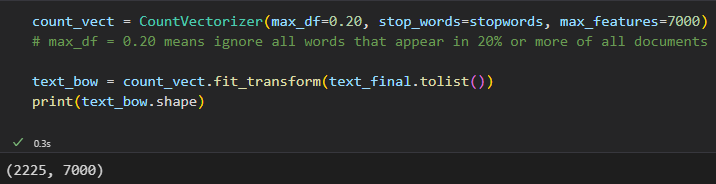 count_vect = CountVectorizer(max_df=0.20, stop_words=stopwords, max_features=7000)
# max_df = 0.20 means ignore all words that appear in 20% or more of all documents
text_bow = count_vect.fit_transform(text_final.tolist())
print(text_bow.shape)
0.3s
(2225, 7000)